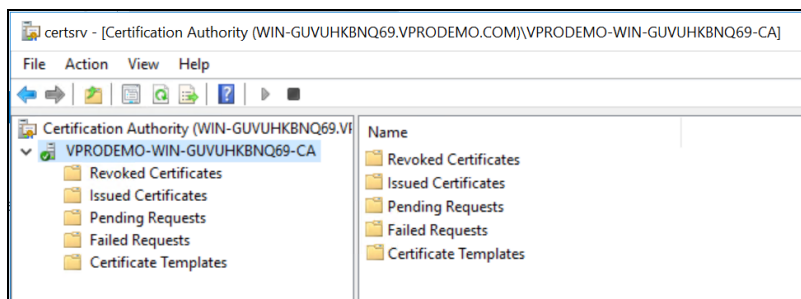 certsrv - [Certification Authority (WIN-GUVUHKBNQ69.VPRODEMO.COM)\VPRODEMO-WIN-GUVUHKBNQ69-CA]
File Action View Help
Certification Authority (WIN-GUVUHKBNQ69.VF
VPRODEMO-WIN-GUVUHKBNQ69-CA
Revoked Certificates
Issued Certificates
Pending Requests
Failed Requests
Certificate Templates
Name
Revoked Certificates
Issued Certificates
Pending Requests
Failed Requests
Certificate Templates